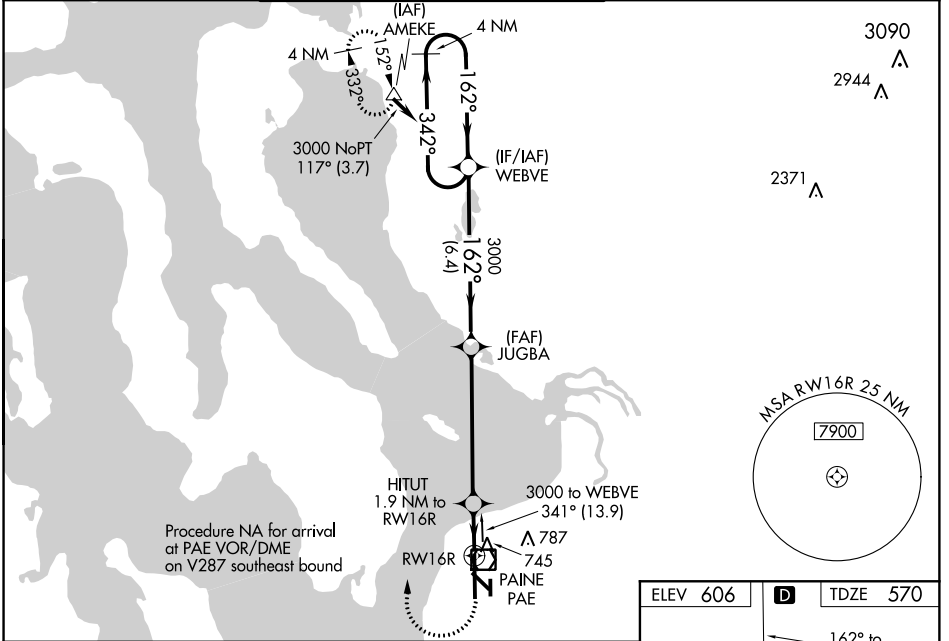 (IAF)
AMEKE
4 NM
4 NM
152°
332°
162°
342°
3090
2944
3000 NoPT
117° (3.7)
(IF/IAF)
WEBVE
2371
3000
162°
(6.4)
(FAF)
JUGBA
MSA RW16R 25 NM
7900
HITUT
1.9 NM to
RW16R
3000 to WEBVE
341° (13.9)
Procedure NA for arrival
at PAE VOR/DME
on V287 southeast bound
787
745
RW16R
PAINE
PAE
ELEV 606
D
TDZE 570
162° to